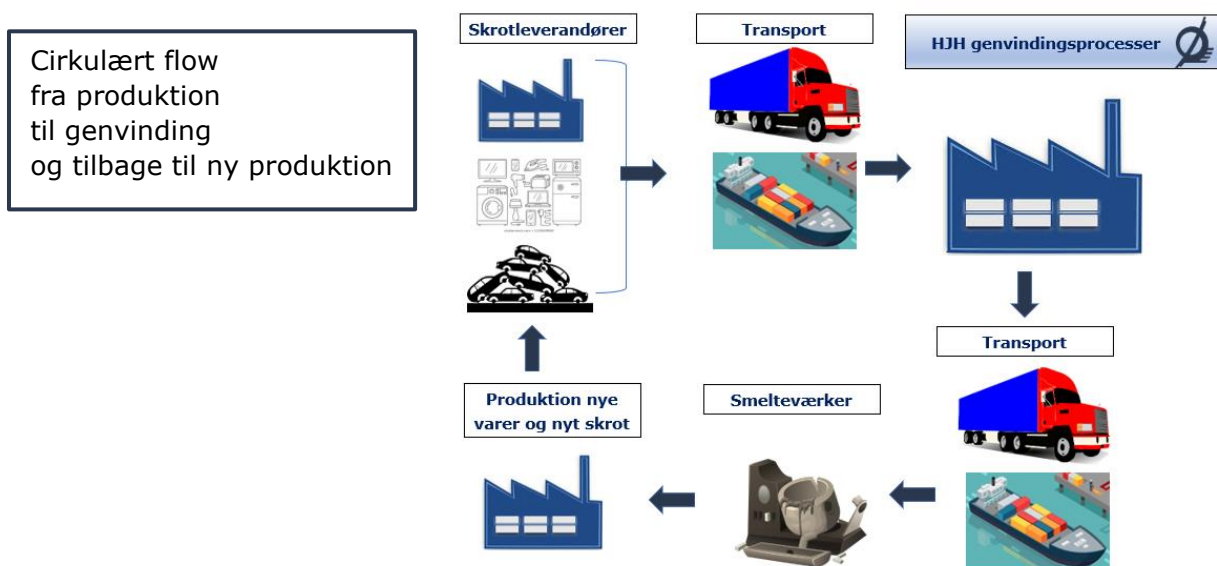 Cirkulært flow
fra produktion
til genvinding
og tilbage til ny produktion
Skrotleverandører
Transport
HJH genvindingsprocesser
Transport
Smelteværker
Produktion nye
varer og nyt skrot